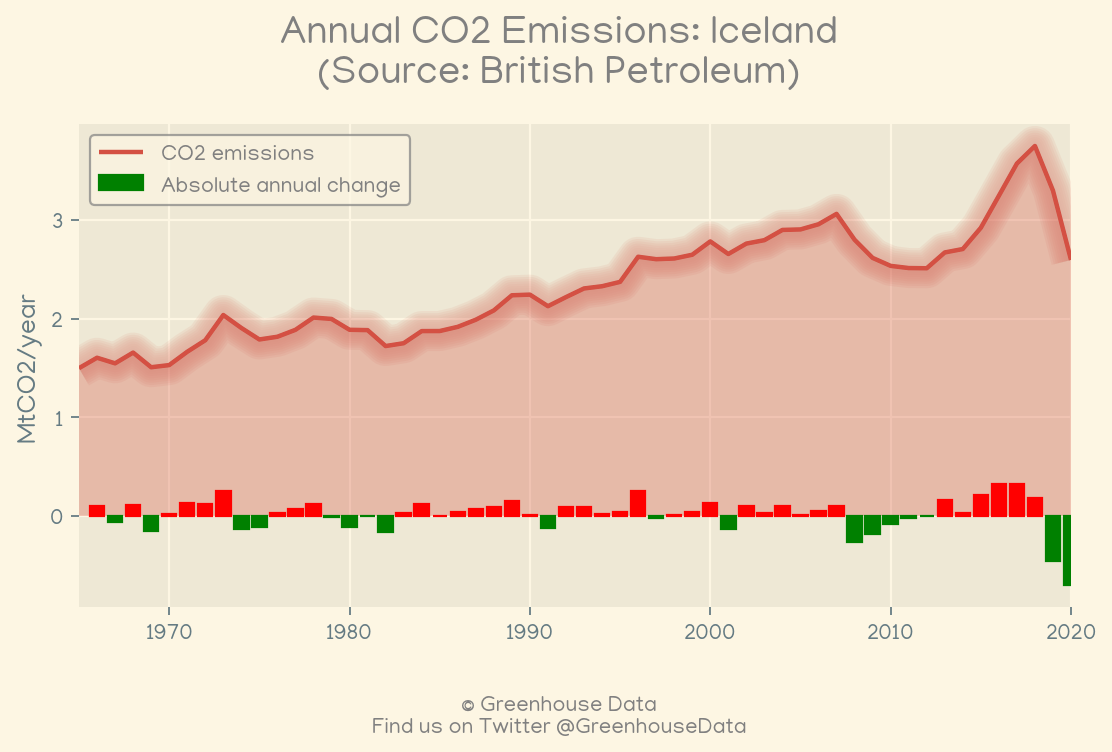 Annual CO2 Emissions: Iceland
(Source: British Petroleum)
CO2 emissions
Absolute annual change
MtCO2/year
3
2
1
0
1970 1980 1990 2000 2010 2020
© Greenhouse Data
Find us on Twitter @GreenhouseData